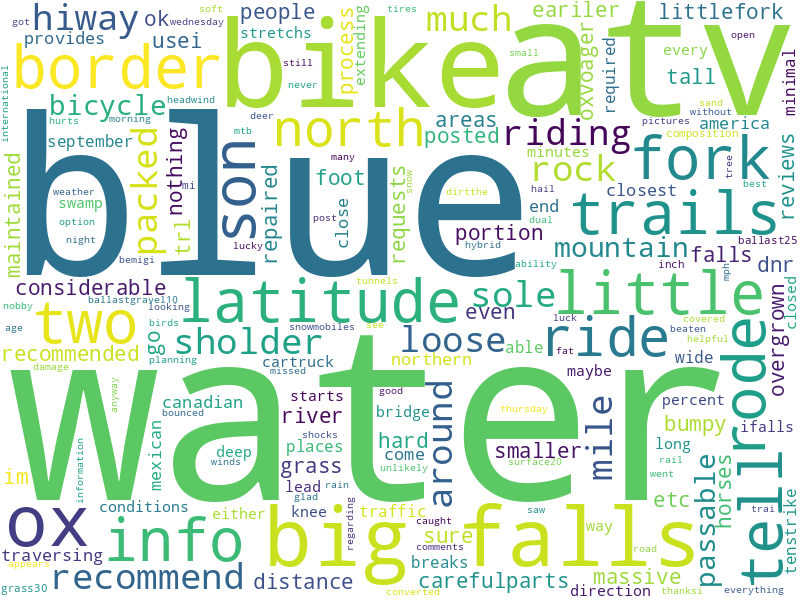 got
hiway
ok
wednesday
soft
tires
people
much
eariler
littlefork
provides
usei
stretchs
bikeatv
process
extending
oxvoager
small
required
every
tall
open
minimal
border
international
bicycle
headwind
deer
still
never
sand
without
blue
north
areas
posted
riding
america
pictures
composition
hurts
morning
mtb
september
packed
nothing
son
repaired
many
requests
snow
minutes
rock
fork
tree
reviews
maintained
weather
swamp
option
night
trl
mi
foot
close
post
dirtthe
hail
end
closest
dual
best
trails
bemigi
lucky
portion
hybrid
mountain
falls
ballast25
considerable
tunnels
ability
inch
mph
dnr
closed
nobby
ballastgravel10
looking
latitude
sole
little
two
age
birds
snowmobiles
see
even
luck
covered
beaten
helpful
recommended
planning
go
sholder
cartruck
missed
loose
northern
able
fat
ride
wide
rode
overgrown
damage
anyway
bounced
shocks
good
maybe
percent
water
canadian
starts
river
bicycle
bridge
thursday
around
mile
bumpy
ifalls
mexican
deep
winds
places
hard
come
unlikely
smaller
surface20
long
rail
went
horses
im
information
grass
lead
rain
glad
knee
regarding
etc
saw
passable
tell
trai
tenstrike
ox
conditions
either
traffic
caught
comments
sure
way
road
traversing
appears
info
big
falls
breaks
massive
everything
grass30
recommend
distance
converted
carefulparts
direction
thanksi